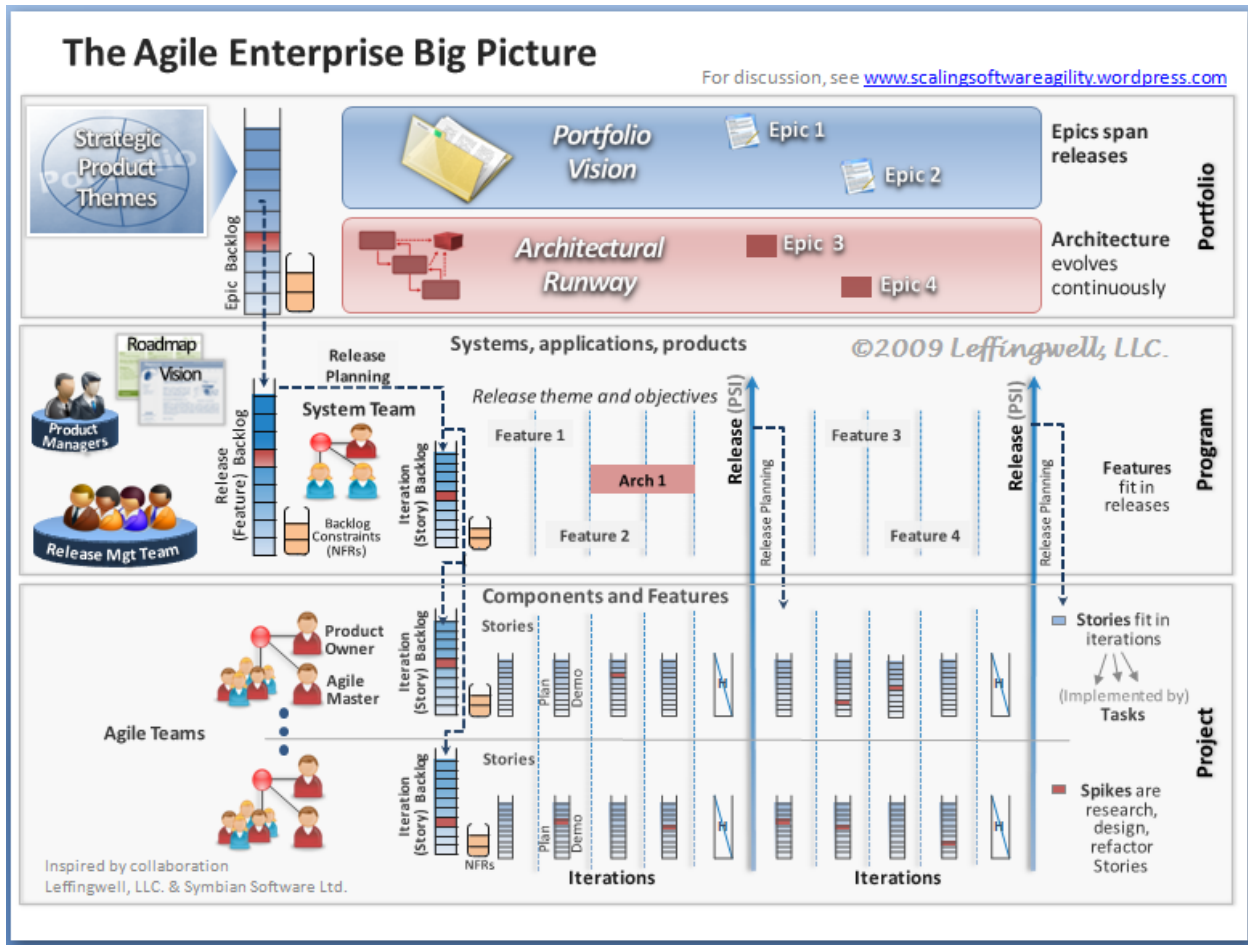 The Agile Enterprise Big Picture
For discussion, see www.scalingsoftwareagility.wordpress.com
Strategic
Product
Themes
Portfolio
Epic Backlog
Portfolio
Vision
Epic 1
Epic 2
Epics span
releases
Architectural
Runway
Epic 3
Epic 4
Architecture
evolves
continuously
Portfolio
Roadmap
Vision
Product
Managers
Release Mgt Team
Release
(Feature) Backlog
Release
Planning
System Team
Backlog
Constraints
(NFRs)
Iteration
(Story) Backlog
Systems, applications, products
©2009 Leffingwell, LLC.
Release theme and objectives
Feature 1
Arch 1
Feature 2
Release (PSI)
Release Planning
Feature 3
Feature 4
Release (PSI)
Release Planning
Features
fit in
releases
Program
Components and Features
Product
Owner
Agile
Master
Agile Teams
Iteration
(Story) Backlog
Stories
Plan
Demo
H
H
Stories fit in
iterations
(Implemented by)
Tasks
Project
Iteration
(Story) Backlog
NFRs
Stories
Plan
Demo
H
H
Spikes are
research,
design,
refactor
Stories
Iterations
Iterations
Inspired by collaboration
Leffingwell, LLC. & Symbian Software Ltd.